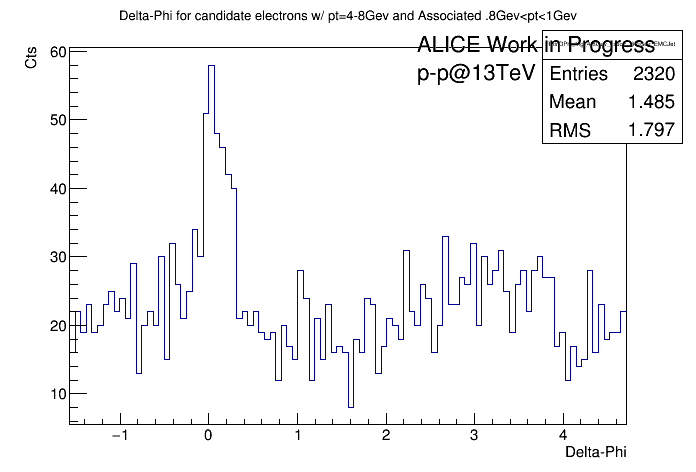 Delta-Phi for candidate electrons w/ pt=4-8Gev and Associated .8Gev<pt<1Gev
Cts
ALICE Work in Progress
p-p@13TeV
Entries 2320
Mean 1.485
RMS 1.797
60
50
40
30
20
10
−1 0 1 2 3 4
Delta-Phi